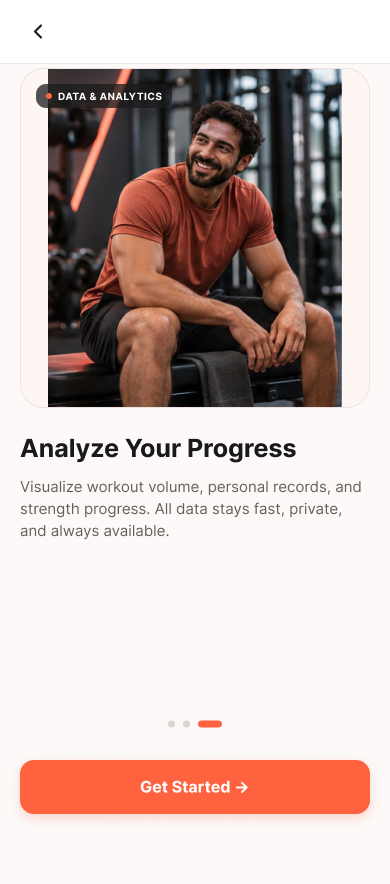 DATA & ANALYTICS
Analyze Your Progress
Visualize workout volume, personal records, and
strength progress. All data stays fast, private,
and always available.
Get Started →